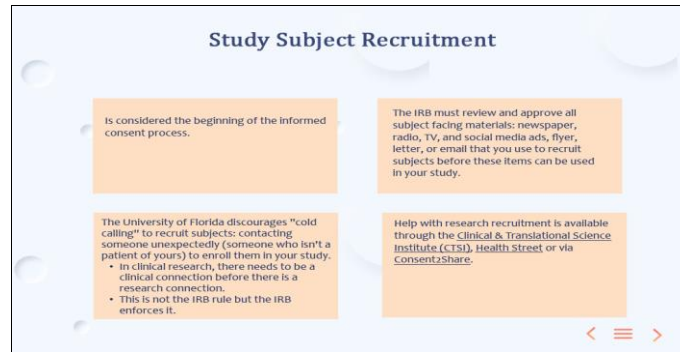 Study Subject Recruitment
Is considered the beginning of the informed
consent process.
The IRB must review and approve all
subject facing materials: newspaper,
radio, TV, and social media ads, flyer,
letter, or email that you use to recruit
subjects before these items can be used
in your study.
The University of Florida discourages "cold
calling" to recruit subjects: contacting
someone unexpectedly (someone who isn't a
patient of yours) to enroll them in your study.
• In clinical research, there needs to be a
clinical connection before there is a
research connection.
• This is not the IRB rule but the IRB
enforces it.
Help with research recruitment is available
through the Clinical & Translational Science
Institute (CTSI), Health Street or via
Consent2Share.